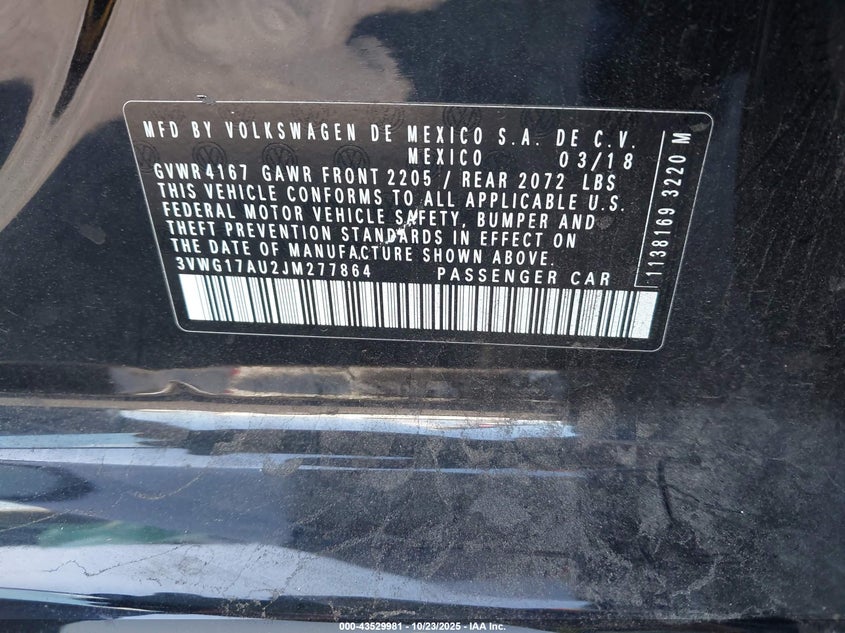 MFD BY VOLKSWAGEN DE MEXICO S.A. DE C.V.
MEXICO 03/18
GVWR 4167 GAWR FRONT 2205 / REAR 2072 LBS
THIS VEHICLE CONFORMS TO ALL APPLICABLE U.S.
FEDERAL MOTOR VEHICLE SAFETY, BUMPER AND
THEFT PREVENTION STANDARDS IN EFFECT ON
THE DATE OF MANUFACTURE SHOWN ABOVE.
3VWG17AU2JM277864 PASSENGER CAR
1138169 3220 M
000-43529981 - 10/23/2025 - IAA Inc.